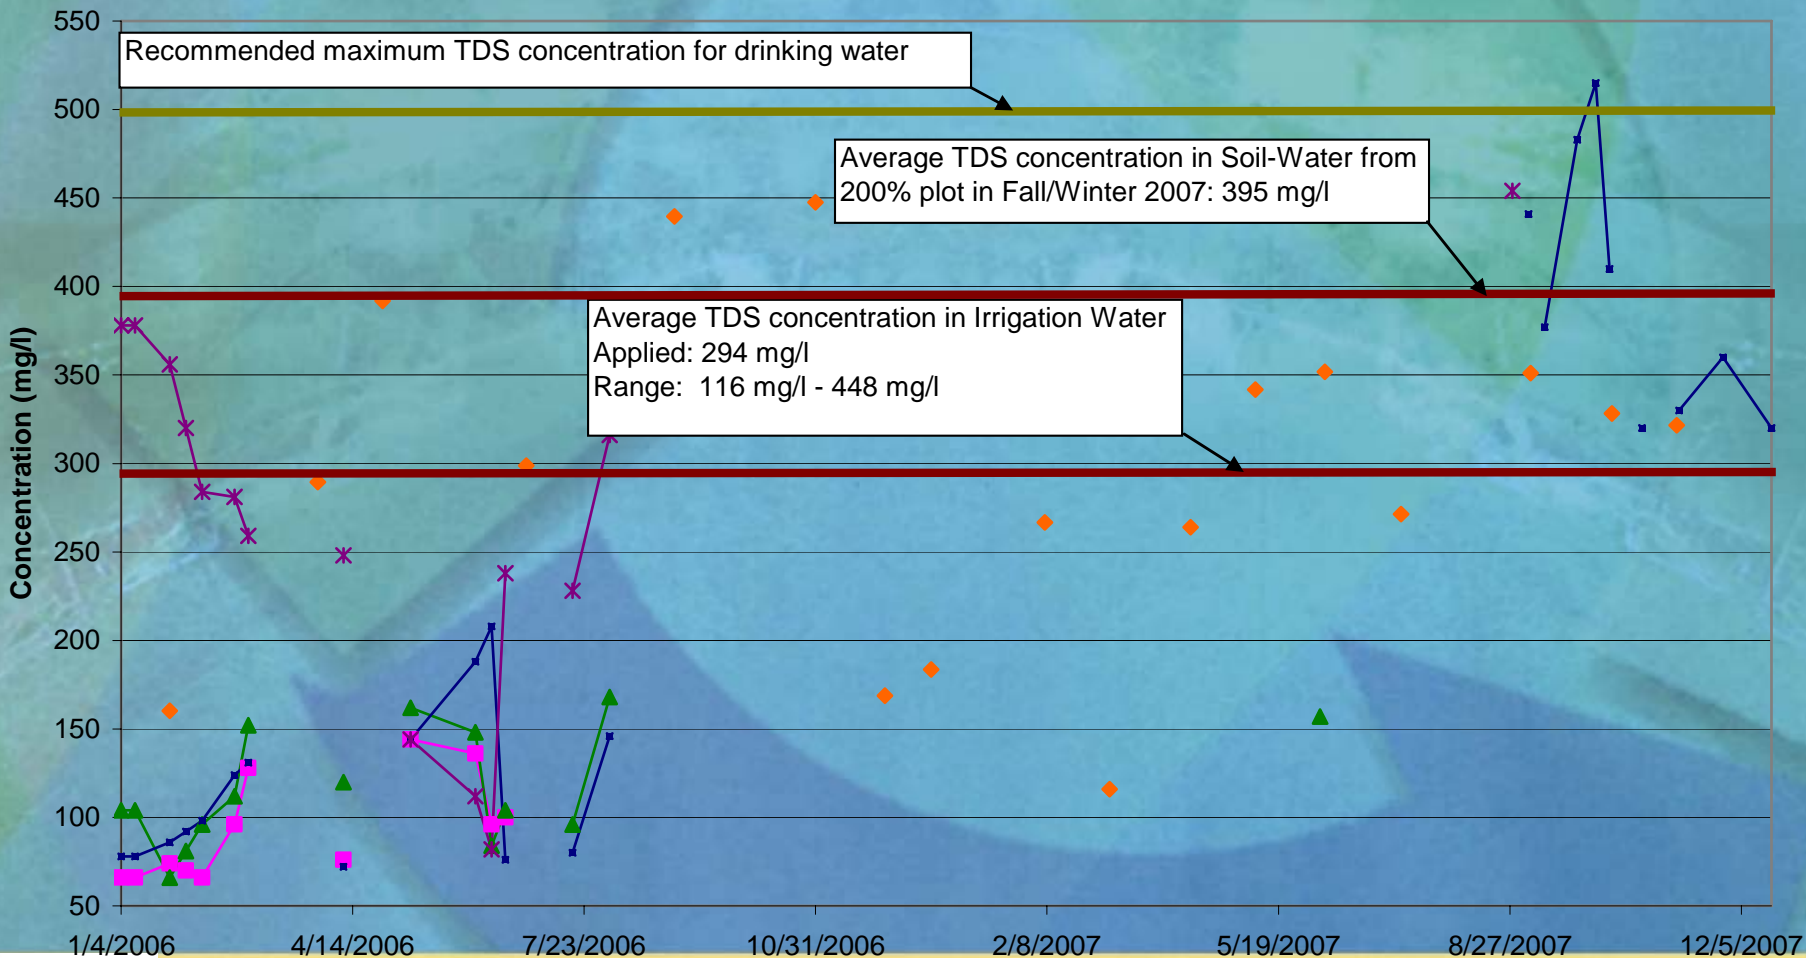 550
Recommended maximum TDS concentration for drinking water
500
Average TDS concentration in Soil-Water from
200% plot in Fall/Winter 2007: 395 mg/l
450
400
Average TDS concentration in Irrigation Water
Applied: 294 mg/l
Range: 116 mg/l - 448 mg/l
350
Concentration (mg/l)
300
250
200
150
100
50
1/4/2006 4/14/2006 7/23/2006 10/31/2006 2/8/2007 5/19/2007 8/27/2007 12/5/2007